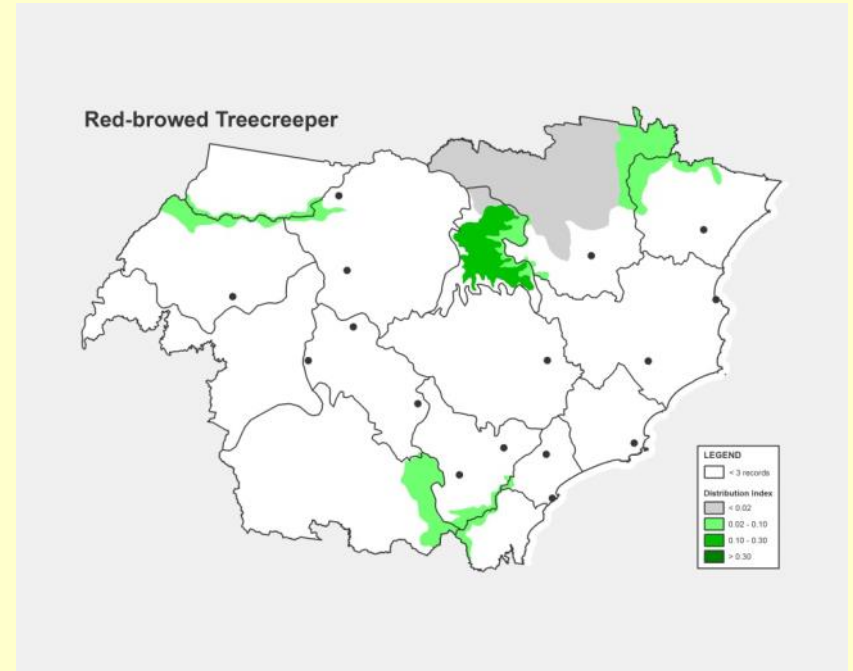 Red-browed Treecreeper
LEGEND
< 3 records
Distribution Index
< 0.02
0.02 - 0.10
0.10 - 0.30
> 0.30